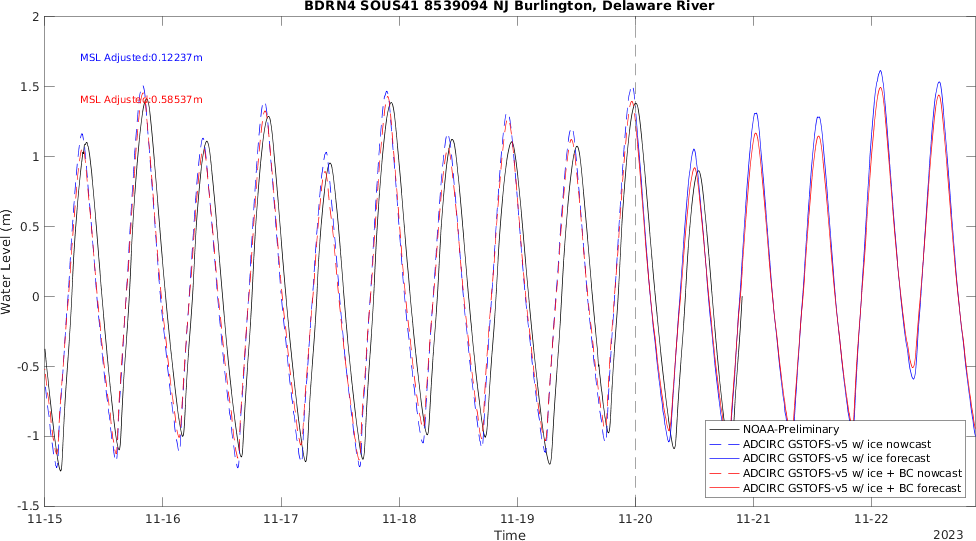 BDRN4 SOUS41 8539094 NJ Burlington, Delaware River
2
MSL Adjusted:0.12237m
1.5
MSL Adjusted:0.58537m
1
0.5
Water Level (m)
0
-0.5
-1
NOAA-Preliminary
ADCIRC GSTOFS-v5 w/ ice nowcast
ADCIRC GSTOFS-v5 w/ ice forecast
ADCIRC GSTOFS-v5 w/ ice + BC nowcast
ADCIRC GSTOFS-v5 w/ ice + BC forecast
-1.5
11-15 11-16 11-17 11-18 11-19 11-20 11-21 11-22
Time
2023